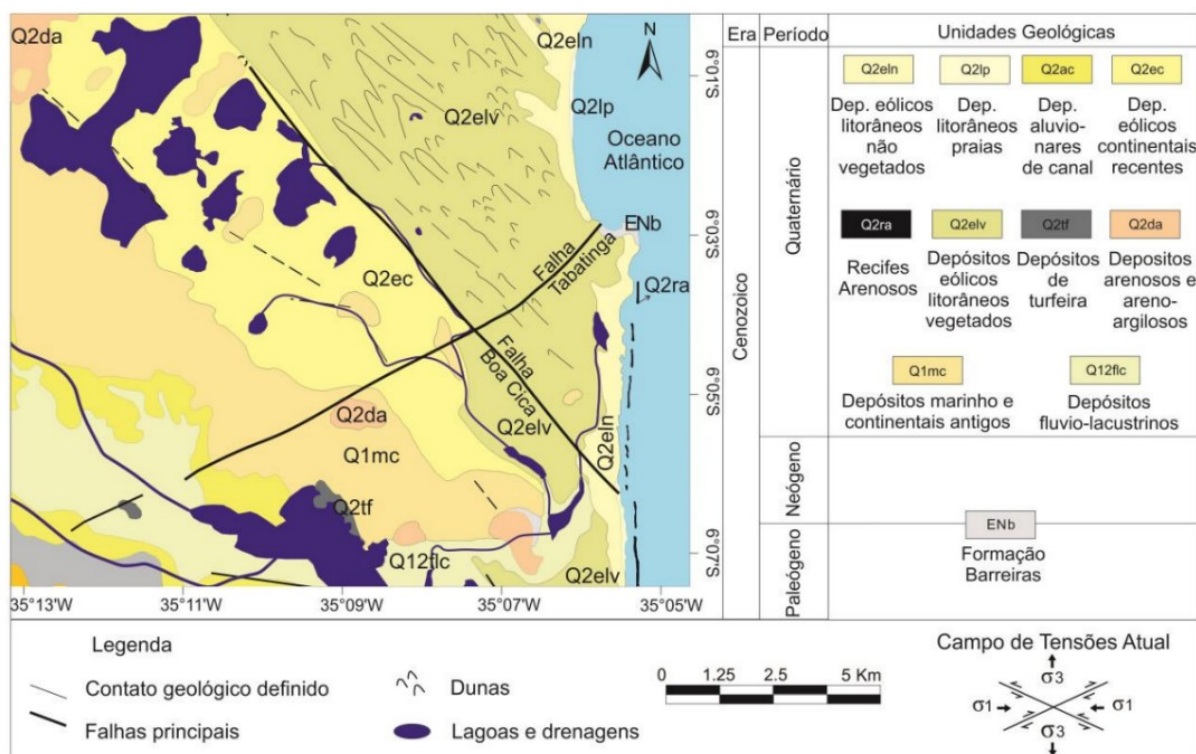 Q2da
Q2eln
N
Q2lp
Q2elv
Oceano
Atlântico
ENb
Falha
Tabatinga
Q2ra
Q2ec
Falha
Boa Cica
Q2da
Q2elv
Q2eln
Q1mc
Q2tf
Q12flc
Q2elv
6°01'S
6°03'S
6°05'S
6°07'S
35°13'W
35°11'W
35°09'W
35°07'W
35°05'W
Era
Período
Unidades Geológicas
Cenozoico
Quaternário
Neógeno
Paleógeno
Q2eln
Dep. eólicos
litorâneos
não
vegetados
Q2lp
Dep.
litorâneos
praias
Q2ac
Dep.
aluvio-
nares
de canal
Q2ec
Dep.
eólicos
continentais
recentes
Q2ra
Recifes
Arenosos
Q2elv
Depósitos
eólicos
litorâneos
vegetados
Q2tf
Depósitos
de
turfeira
Q2da
Depositos
arenosos e
areno-
argilosos
Q1mc
Depósitos marinho e
continentais antigos
Q12flc
Depósitos
fluvio-lacustrinos
ENb
Formação
Barreiras
Legenda
Contato geológico definido
Falhas principais
Dunas
Lagoas e drenagens
0 1.25 2.5 5 Km
Campo de Tensões Atual
σ3
σ1
σ1
σ3